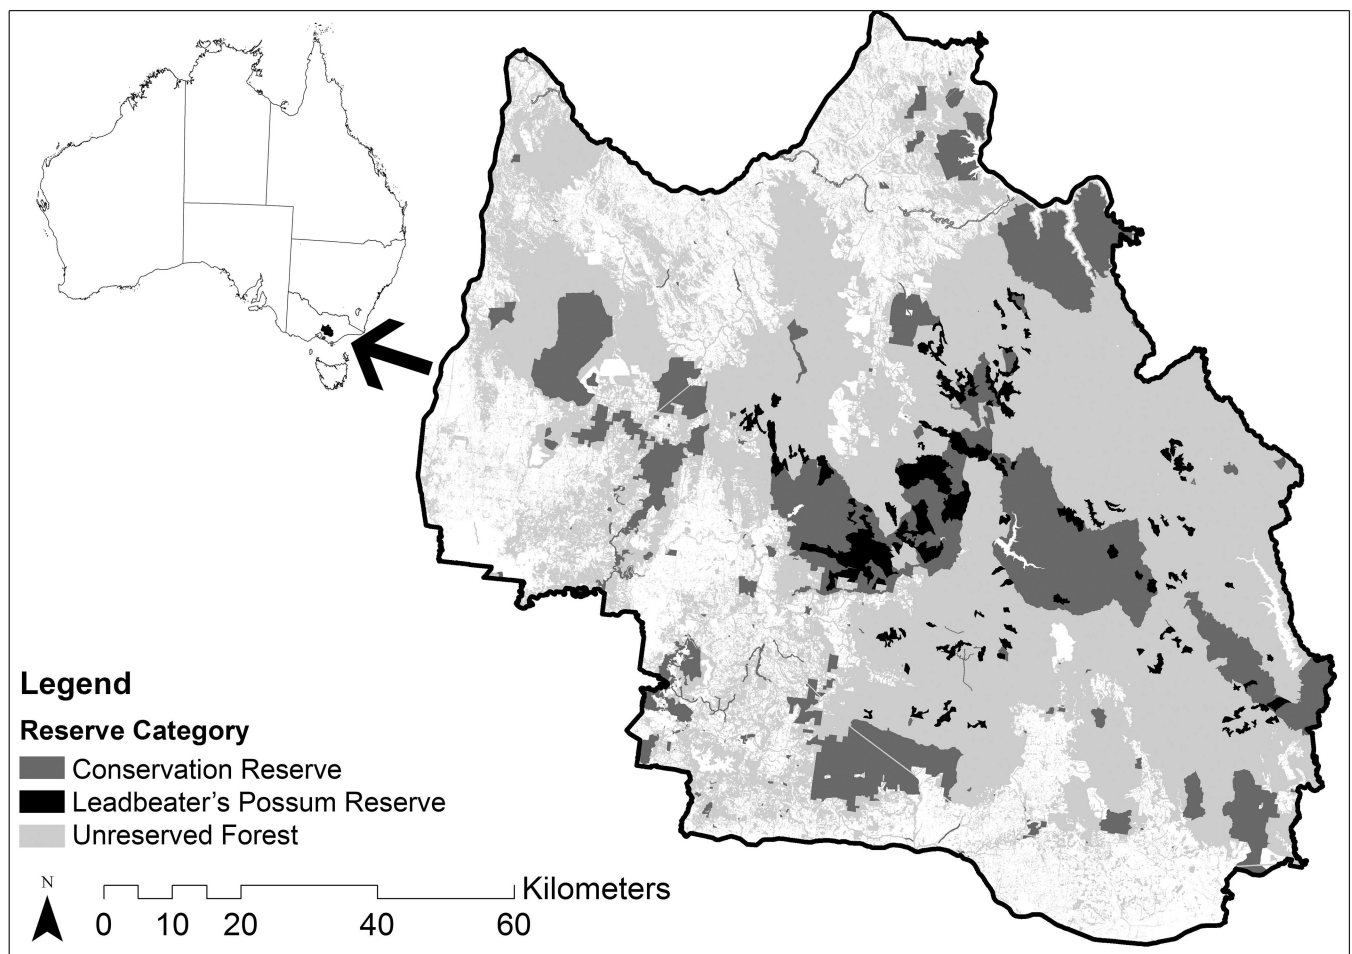 Legend
Reserve Category
Conservation Reserve
Leadbeater's Possum Reserve
Unreserved Forest
N
Kilometers
0 10 20 40 60